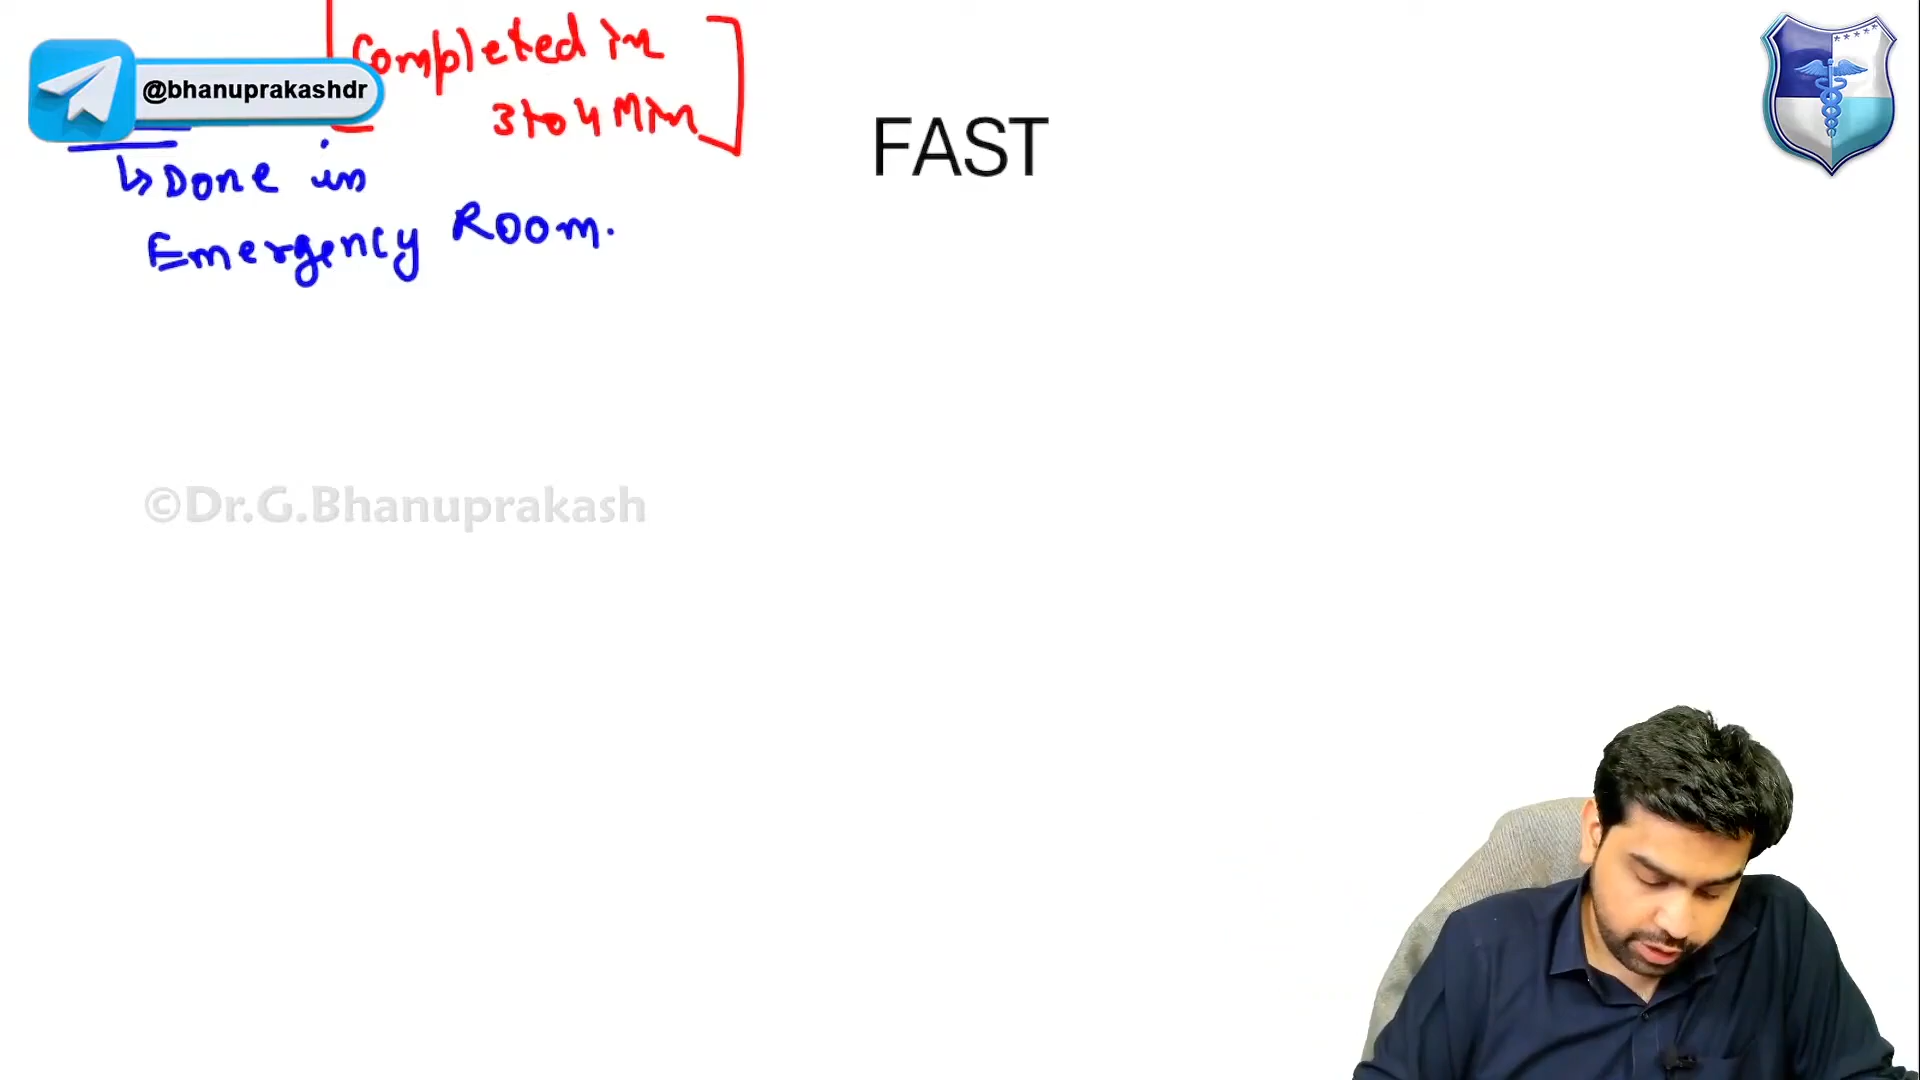 Completed in
@bhanuprakashdr
3 to 4 Min
FAST
↳ Done in
Emergency Room.
©Dr.G.Bhanuprakash